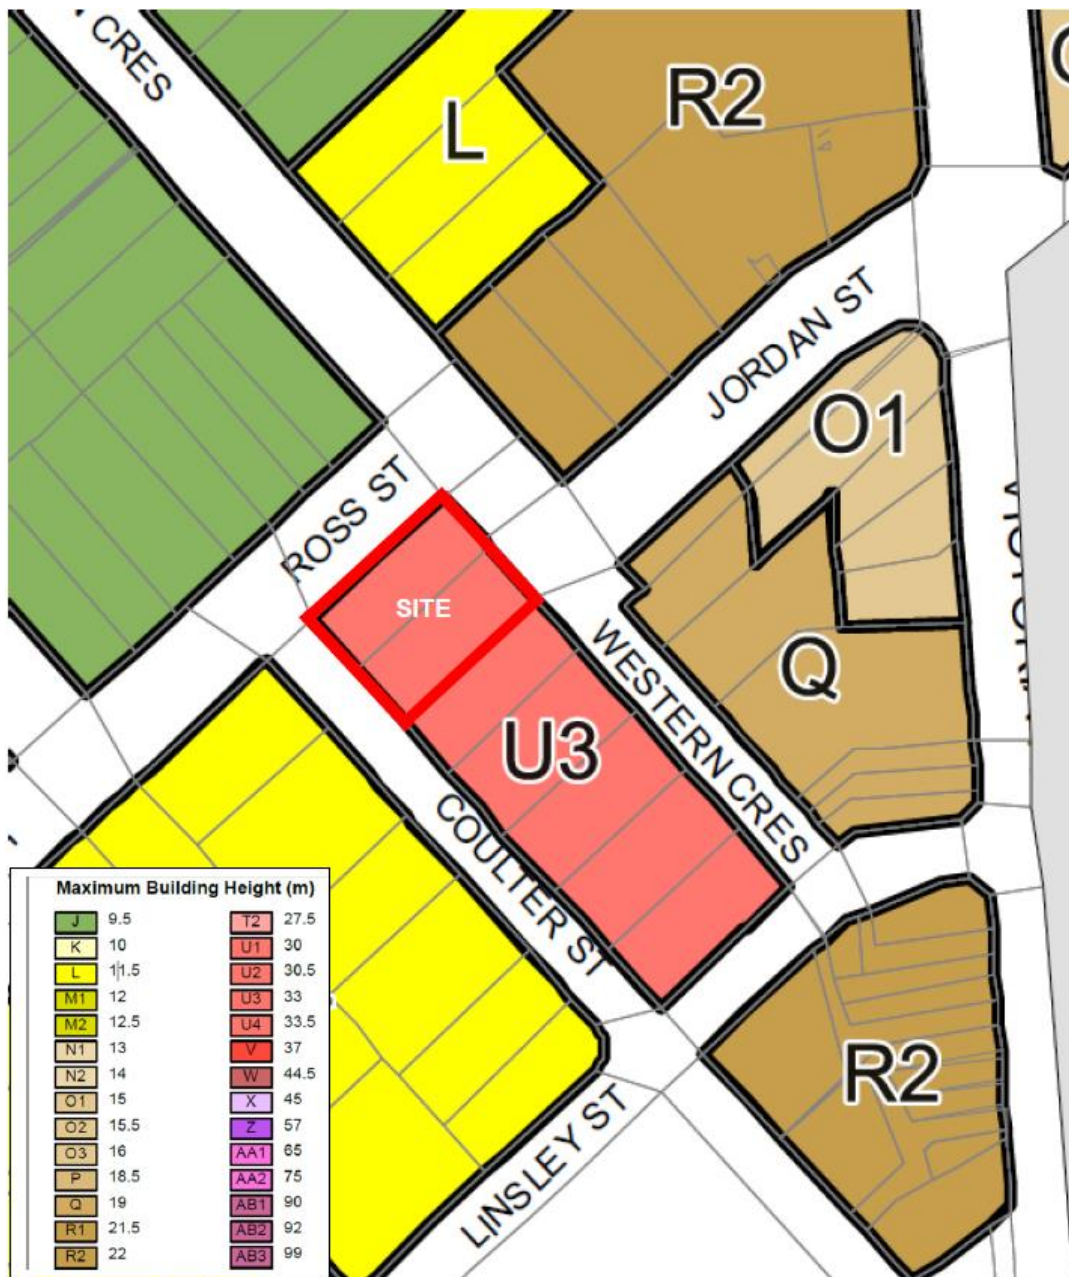 CRES
L
R2
JORDAN ST
O1
ROSS ST
SITE
WESTERN CRES
Q
U3
COULTER ST
R2
LINSLEY ST
Maximum Building Height (m)
J 9.5
K 10
L 11.5
M1 12
M2 12.5
N1 13
N2 14
O1 15
O2 15.5
O3 16
P 18.5
Q 19
R1 21.5
R2 22
T2 27.5
U1 30
U2 30.5
U3 33
U4 33.5
V 37
W 44.5
X 45
Z 57
AA1 65
AA2 75
AB1 90
AB2 92
AB3 99